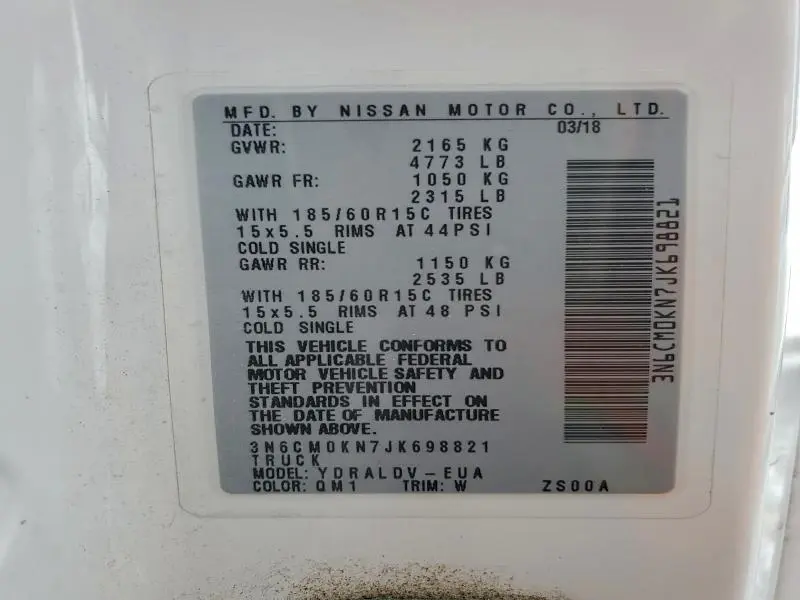 MFD. BY NISSAN MOTOR CO., LTD.
DATE: 03/18
GVWR: 2165 KG
4773 LB
GAWR FR: 1050 KG
2315 LB
WITH 185/60R15C TIRES
15x5.5 RIMS AT 44PSI
COLD SINGLE
GAWR RR: 1150 KG
2535 LB
WITH 185/60R15C TIRES
15x5.5 RIMS AT 48 PSI
COLD SINGLE
THIS VEHICLE CONFORMS TO
ALL APPLICABLE FEDERAL
MOTOR VEHICLE SAFETY AND
THEFT PREVENTION
STANDARDS IN EFFECT ON
THE DATE OF MANUFACTURE
SHOWN ABOVE.
3N6CM0KN7JK698821
TRUCK
MODEL: YDRALDV-EUA
COLOR: QM1 TRIM: W ZS00A
3N6CM0KN7JK698821